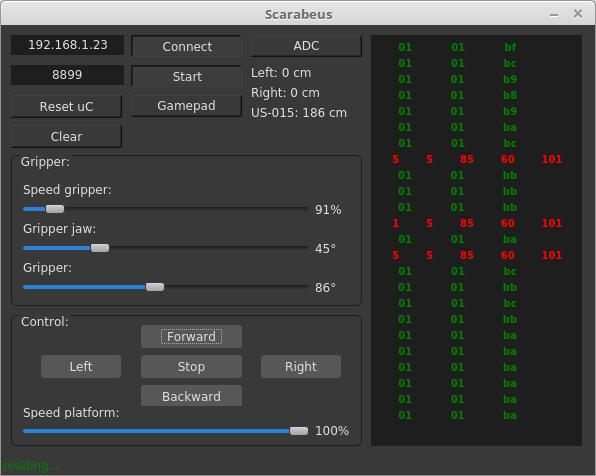 Scarabeus
192.168.1.23 Connect ADC
8899 Start Left: 0 cm
Right: 0 cm
Reset uC Gamepad US-015: 186 cm
Clear
Gripper:
Speed gripper:
91%
Gripper jaw:
45°
Gripper:
86°
Control:
Forward
Left Stop Right
Backward
Speed platform:
100%
01 01 bf
01 01 bc
01 01 b9
01 01 b8
01 01 b9
01 01 ba
01 01 bc
5 5 85 60 101
01 01 bb
01 01 bb
01 01 bb
1 5 85 60 101
01 01 ba
5 5 85 60 101
01 01 bc
01 01 bb
01 01 bc
01 01 bb
01 01 ba
01 01 ba
01 01 ba
01 01 ba
01 01 ba
01 01 ba
reading...